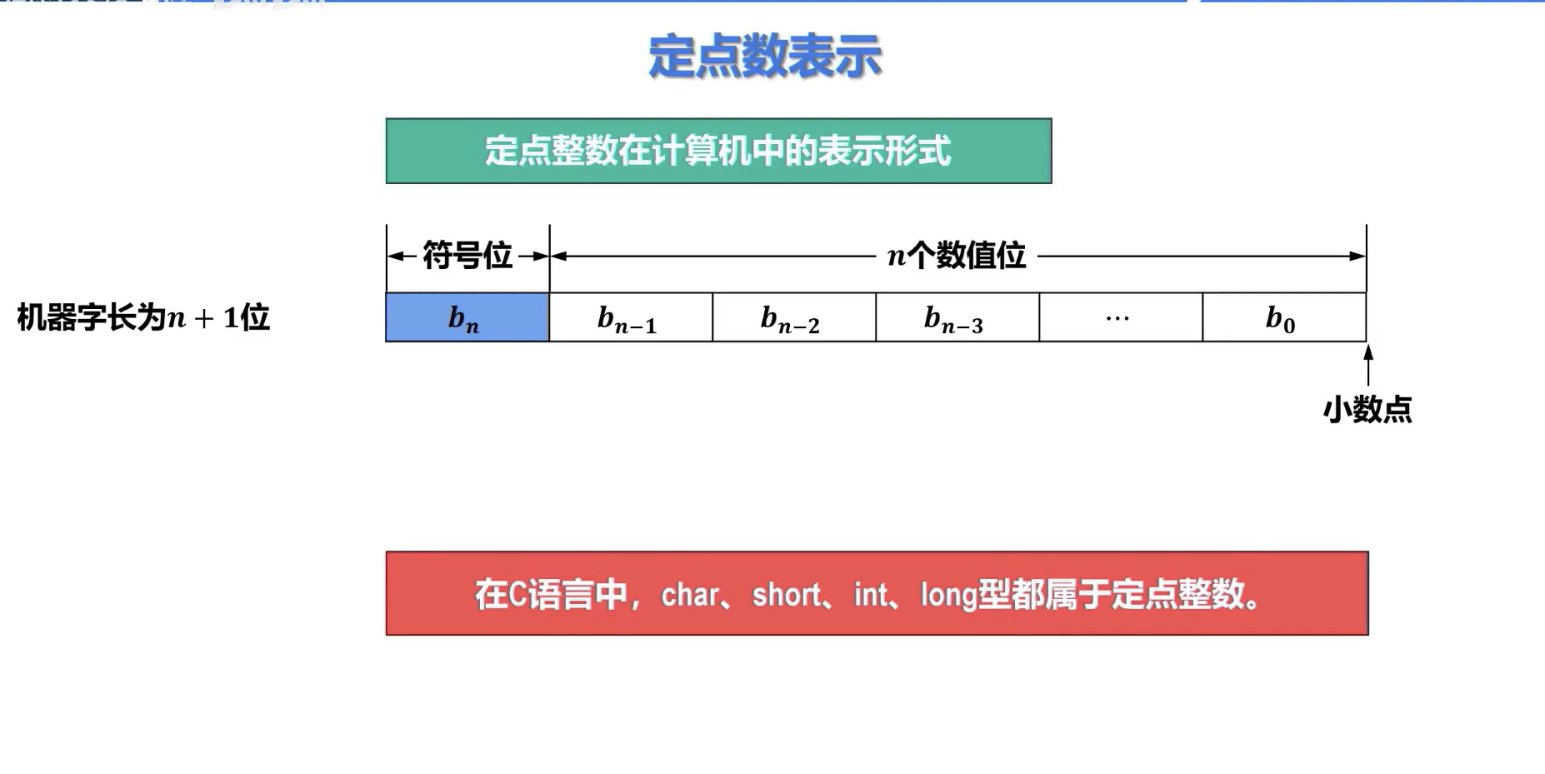 定点数表示
定点整数在计算机中的表示形式
符号位 n个数值位
机器字长为n + 1位 bₙ bₙ₋₁ bₙ₋₂ bₙ₋₃ ⋯ b₀
小数点
在C语言中，char、short、int、long型都属于定点整数。